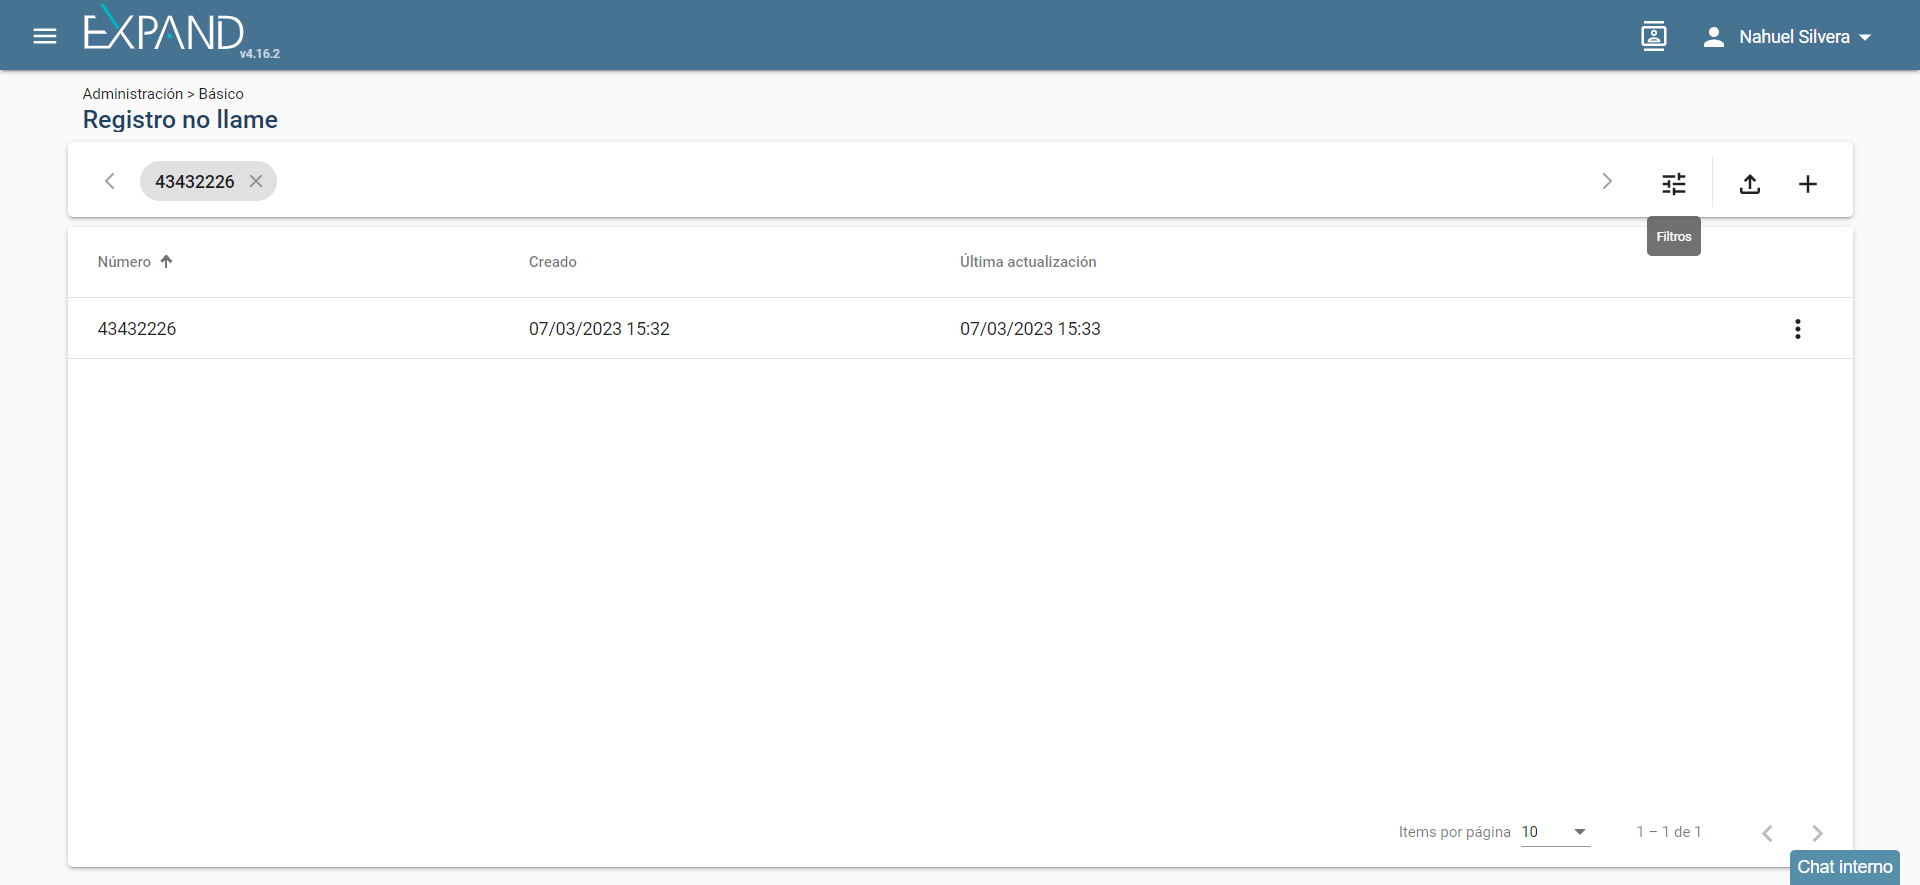 EXPAND
v4.16.2
Nahuel Silvera
Administración > Básico
Registro no llame
43432226
Filtros
Número Creado Última actualización
43432226 07/03/2023 15:32 07/03/2023 15:33
Items por página 10 1 – 1 de 1
Chat interno